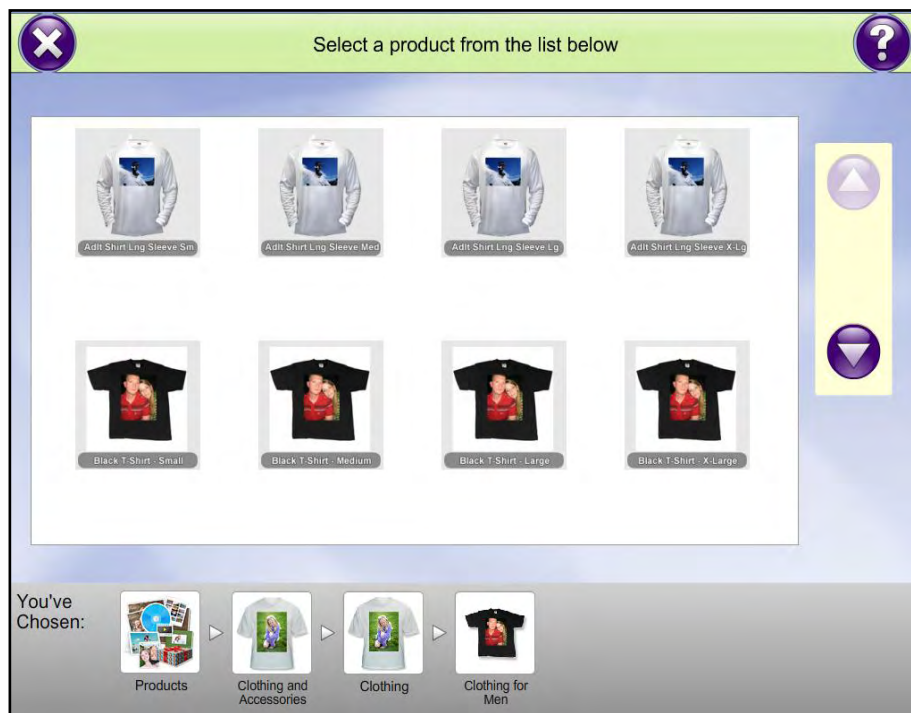 Select a product from the list below
?
Adlt Shirt Lng Sleeve Sm
Adlt Shirt Lng Sleeve Med
Adlt Shirt Lng Sleeve Lg
Adlt Shirt Lng Sleeve X-Lg
Black T-Shirt - Small
Black T-Shirt - Medium
Black T-Shirt - Large
Black T-Shirt - X-Large
You've
Chosen:
Products
Clothing and
Accessories
Clothing
Clothing for
Men